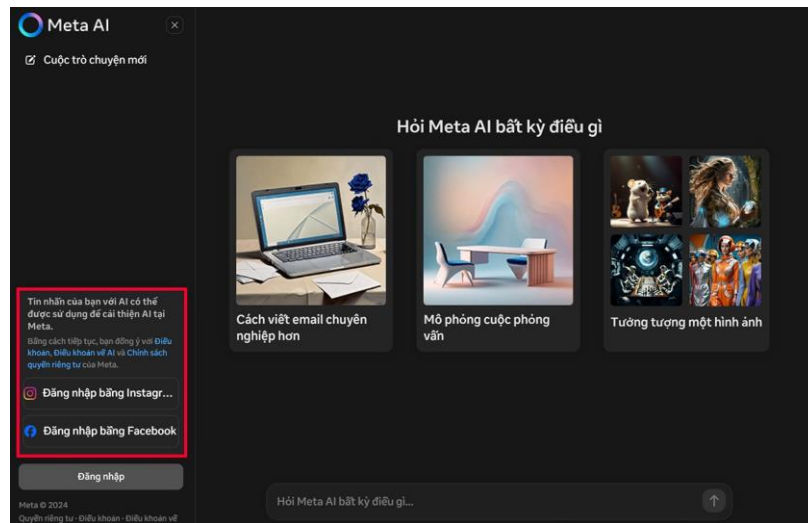 Meta AI
Cuộc trò chuyện mới
Hỏi Meta AI bất kỳ điều gì
Cách viết email chuyên
nghiệp hơn
Mô phỏng cuộc phỏng
vấn
Tưởng tượng một hình ảnh
Tin nhắn của bạn với AI có thể
được sử dụng để cải thiện AI tại
Meta.
Bằng cách tiếp tục, bạn đồng ý với Điều
khoản, Điều khoản về AI và Chính sách
quyền riêng tư của Meta.
Đăng nhập bằng Instagr...
Đăng nhập bằng Facebook
Đăng nhập
Meta © 2024
Quyền riêng tư · Điều khoản · Điều khoản về
Hỏi Meta AI bất kỳ điều gì...